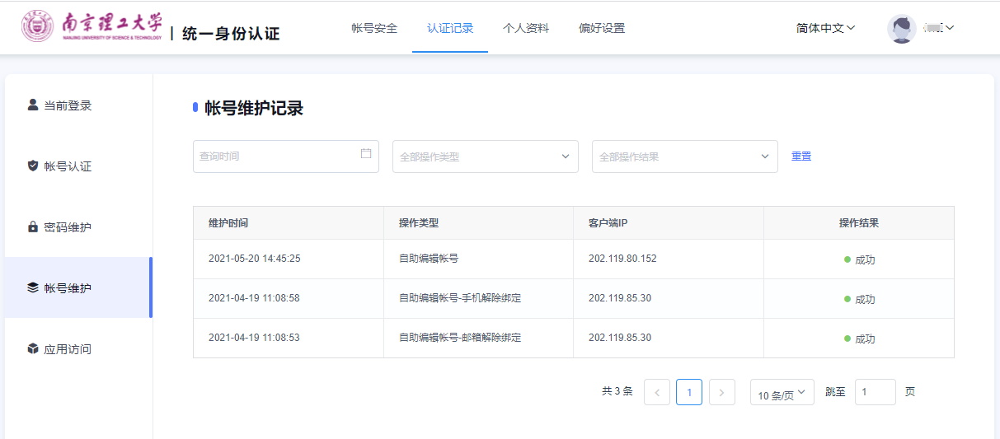 南京理工大学 | 统一身份认证 帐号安全 认证记录 个人资料 偏好设置 简体中文
NANJING UNIVERSITY OF SCIENCE & TECHNOLOGY
当前登录
帐号认证
密码维护
帐号维护
应用访问
帐号维护记录
查询时间 全部操作类型 全部操作结果 重置
维护时间 操作类型 客户端IP 操作结果
2021-05-20 14:45:25 自助编辑帐号 202.119.80.152 成功
2021-04-19 11:08:58 自助编辑帐号-手机解除绑定 202.119.85.30 成功
2021-04-19 11:08:53 自助编辑帐号-邮箱解除绑定 202.119.85.30 成功
共 3 条 < 1 > 10 条/页 跳至 1 页